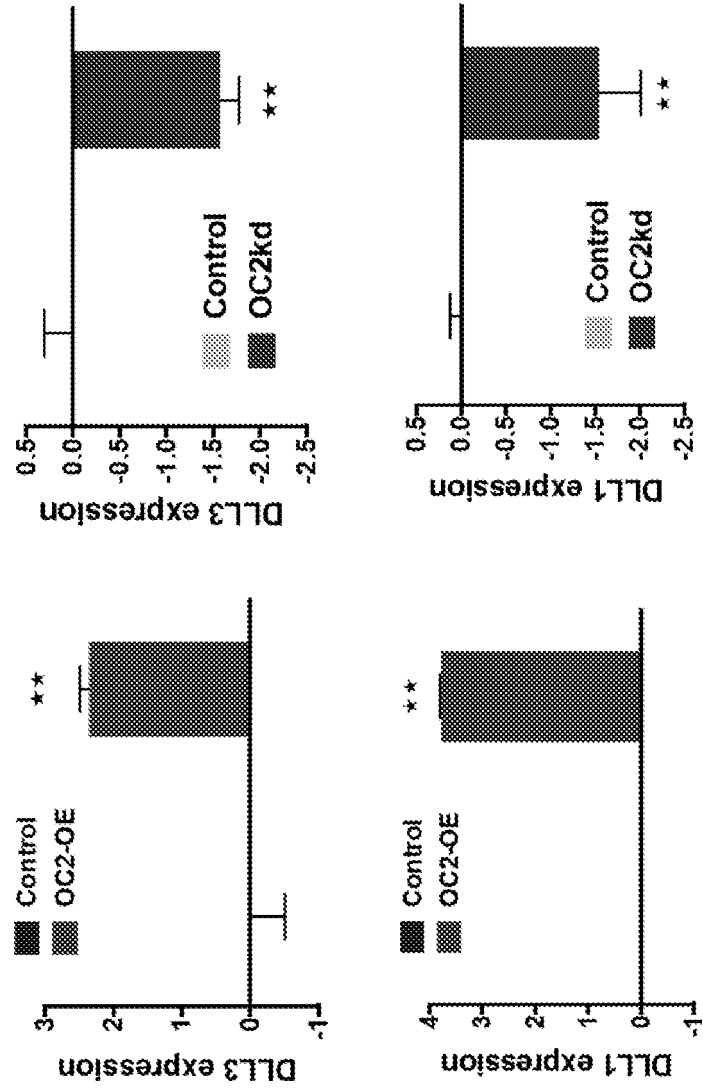 DLL3 expression
3
2
1
0
-1
Control
OC2-OE
★★
DLL3 expression
0.5
0.0
-0.5
-1.0
-1.5
-2.0
-2.5
Control
OC2kd
★★
DLL1 expression
4
3
2
1
0
-1
Control
OC2-OE
★★
DLL1 expression
0.5
0.0
-0.5
-1.0
-1.5
-2.0
-2.5
Control
OC2kd
★★